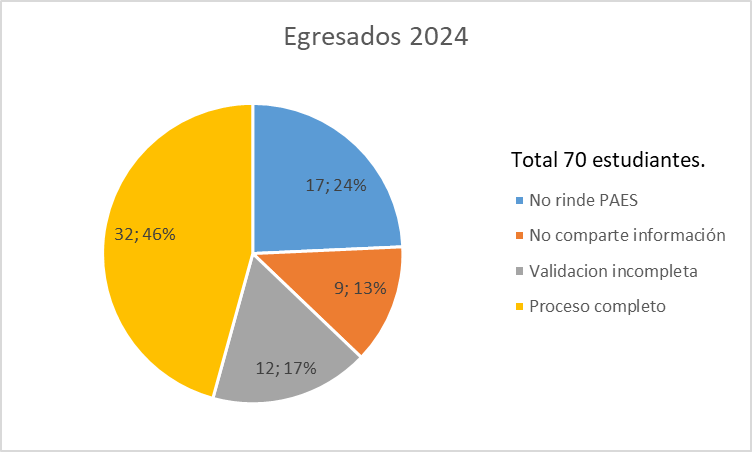 Egresados 2024
Total 70 estudiantes.
17; 24%
No rinde PAES
32; 46%
No comparte información
Validacion incompleta
9; 13%
Proceso completo
12; 17%